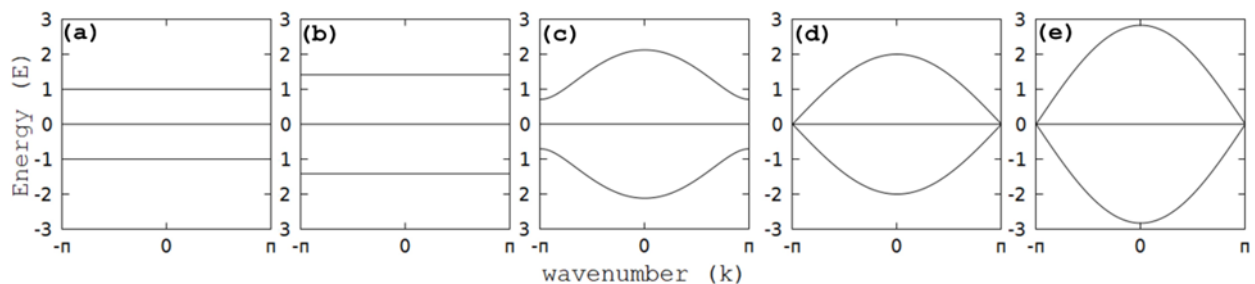 3 (a) 3 (b) 3 (c) 3 (d) 3 (e)
2 2 2 2 2
1 1 1 1 1
0 0 0 0 0
-1 1 1 1 1
-2 2 2 2 2
-3 3 3 3 3
Energy (E)
-π 0 π -π 0 π -π 0 π -π 0 π -π 0 π
wavenumber (k)